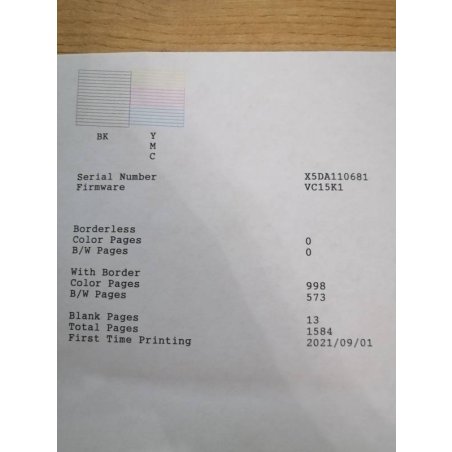 BK Y
M
C
Serial Number X5DA110681
Firmware VC15K1
Borderless
Color Pages 0
B/W Pages 0
With Border
Color Pages 998
B/W Pages 573
Blank Pages 13
Total Pages 1584
First Time Printing 2021/09/01